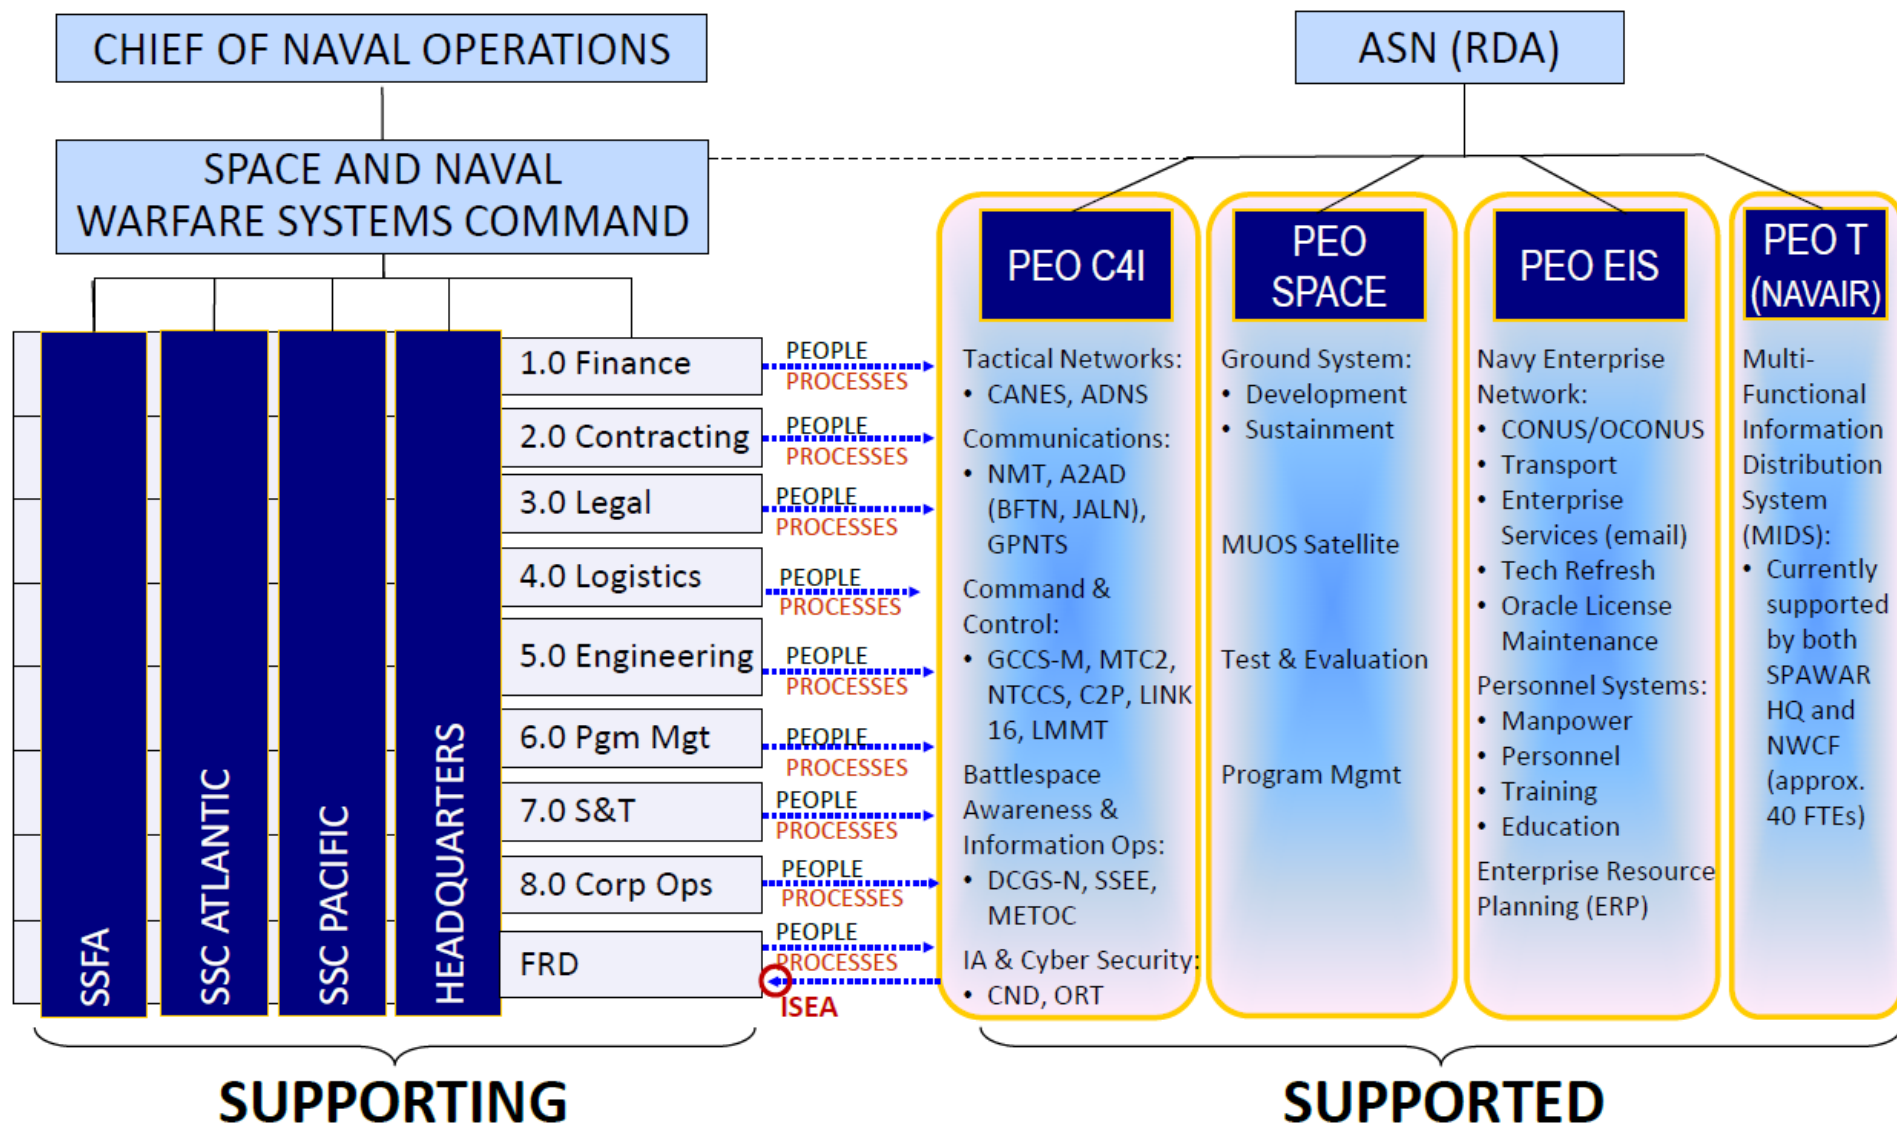 CHIEF OF NAVAL OPERATIONS
SPACE AND NAVAL
WARFARE SYSTEMS COMMAND
SSFA
SSC ATLANTIC
SSC PACIFIC
HEADQUARTERS
1.0 Finance
PEOPLE
PROCESSES
2.0 Contracting
PEOPLE
PROCESSES
3.0 Legal
PEOPLE
PROCESSES
4.0 Logistics
PEOPLE
PROCESSES
5.0 Engineering
PEOPLE
PROCESSES
6.0 Pgm Mgt
PEOPLE
PROCESSES
7.0 S&T
PEOPLE
PROCESSES
8.0 Corp Ops
PEOPLE
PROCESSES
FRD
PEOPLE
PROCESSES
ISEA
SUPPORTING
ASN (RDA)
PEO C4I
Tactical Networks:
• CANES, ADNS
Communications:
• NMT, A2AD
(BFTN, JALN),
GPNTS
Command &
Control:
• GCCS-M, MTC2,
NTCCS, C2P, LINK
16, LMMT
Battlespace
Awareness &
Information Ops:
• DCGS-N, SSEE,
METOC
IA & Cyber Security:
• CND, ORT
PEO
SPACE
Ground System:
• Development
• Sustainment
MUOS Satellite
Test & Evaluation
Program Mgmt
PEO EIS
Navy Enterprise
Network:
• CONUS/OCONUS
• Transport
• Enterprise
Services (email)
• Tech Refresh
• Oracle License
Maintenance
Personnel Systems:
• Manpower
• Personnel
• Training
• Education
Enterprise Resource
Planning (ERP)
PEO T
(NAVAIR)
Multi-
Functional
Information
Distribution
System
(MIDS):
• Currently
supported
by both
SPAWAR
HQ and
NWCF
(approx.
40 FTEs)
SUPPORTED